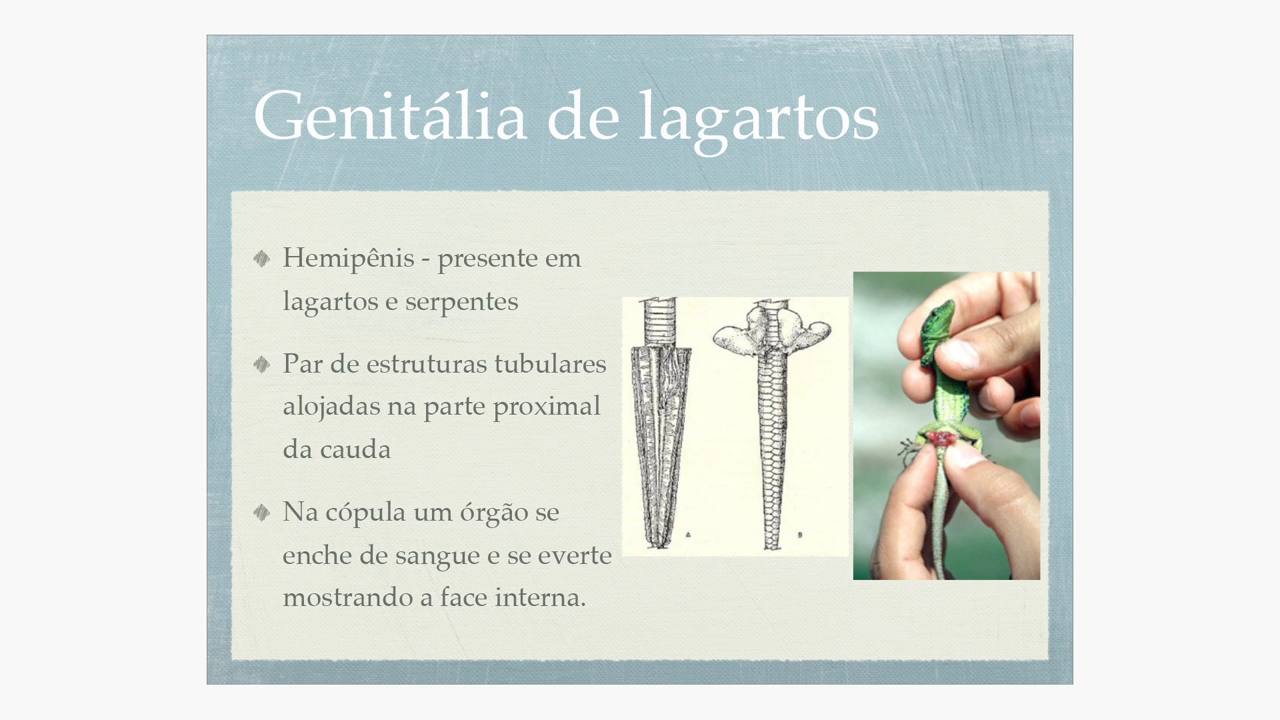 Genitália de lagartos
Hemipênis - presente em
lagartos e serpentes
Par de estruturas tubulares
alojadas na parte proximal
da cauda
Na cópula um órgão se
enche de sangue e se everte
mostrando a face interna.
A
B